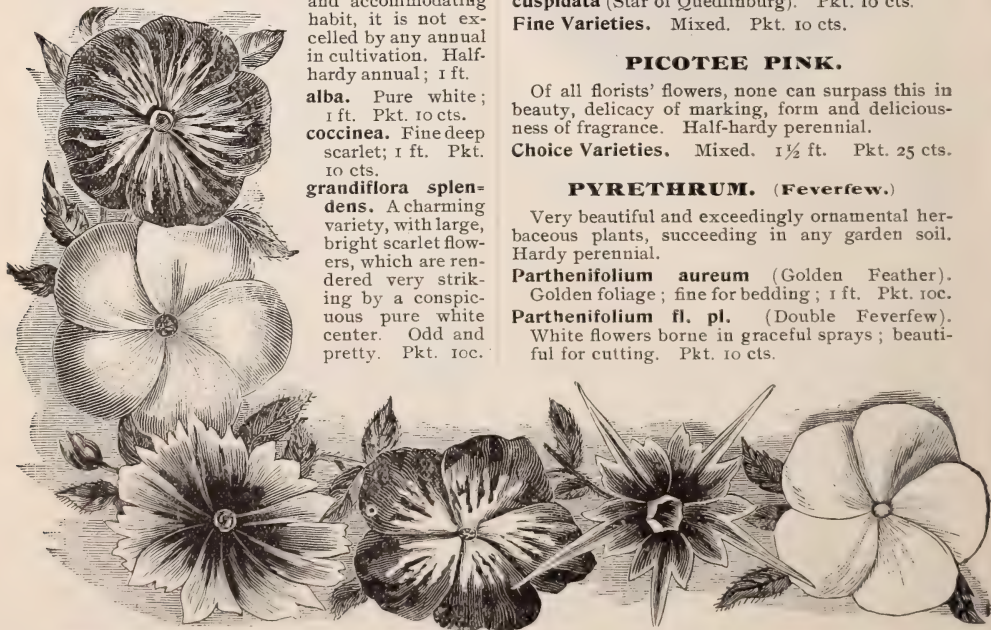 and accommodating
habit, it is not ex-
celled by any annual
in cultivation. Half-
hardy annual; 1 ft.
alba. Pure white;
1 ft. Pkt. 10 cts.
coccinea. Fine deep
scarlet; 1 ft. Pkt.
10 cts.
grandiflora splen-
dens. A charming
variety, with large,
bright scarlet flow-
ers, which are ren-
dered very strik-
ing by a conspic-
uous pure white
center. Odd and
pretty. Pkt. 10c.
cuspidata (Star of Quedlinburg). Pkt. 10 cts.
Fine Varieties. Mixed. Pkt. 10 cts.
PICOTEE PINK.
Of all florists' flowers, none can surpass this in
beauty, delicacy of marking, form and delicious-
ness of fragrance. Half-hardy perennial.
Choice Varieties. Mixed. 1½ ft. Pkt. 25 cts.
PYRETHRUM. (Feverfew.)
Very beautiful and exceedingly ornamental her-
baceous plants, succeeding in any garden soil.
Hardy perennial.
Parthenifolium aureum (Golden Feather).
Golden foliage; fine for bedding; 1 ft. Pkt. 10c.
Parthenifolium fl. pl. (Double Feverfew).
White flowers borne in graceful sprays; beauti-
ful for cutting. Pkt. 10 cts.